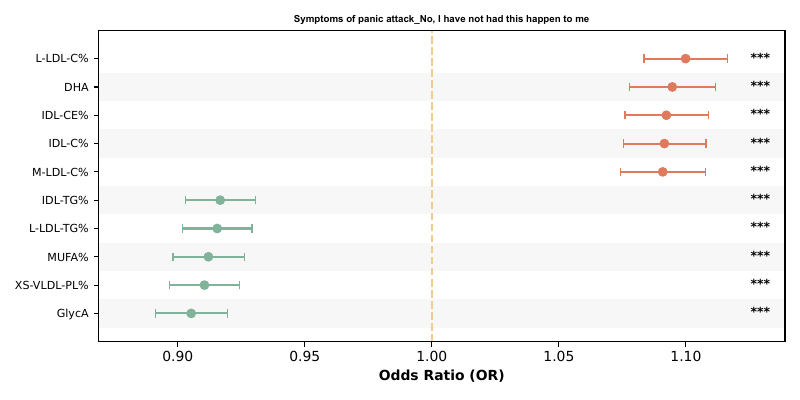 Symptoms of panic attack_No, I have not had this happen to me
L-LDL-C% ***
DHA ***
IDL-CE% ***
IDL-C% ***
M-LDL-C% ***
IDL-TG% ***
L-LDL-TG% ***
MUFA% ***
XS-VLDL-PL% ***
GlycA ***
0.90 0.95 1.00 1.05 1.10
Odds Ratio (OR)